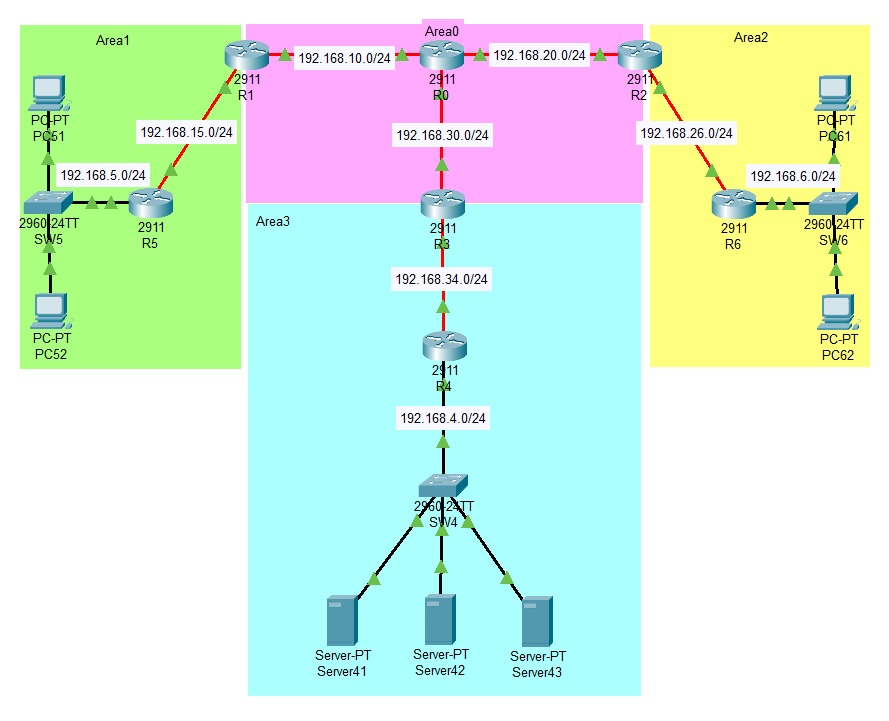 Area1
Area0
Area2
192.168.10.0/24
192.168.20.0/24
2911
R1
2911
R0
2911
R2
PC-PT
PC51
192.168.15.0/24
192.168.30.0/24
192.168.26.0/24
PC-PT
PC61
192.168.5.0/24
192.168.6.0/24
2960-24TT
SW5
2911
R5
Area3
2911
R3
2911
R6
2960-24TT
SW6
192.168.34.0/24
PC-PT
PC52
2911
R4
PC-PT
PC62
192.168.4.0/24
2960-24TT
SW4
Server-PT
Server41
Server-PT
Server42
Server-PT
Server43